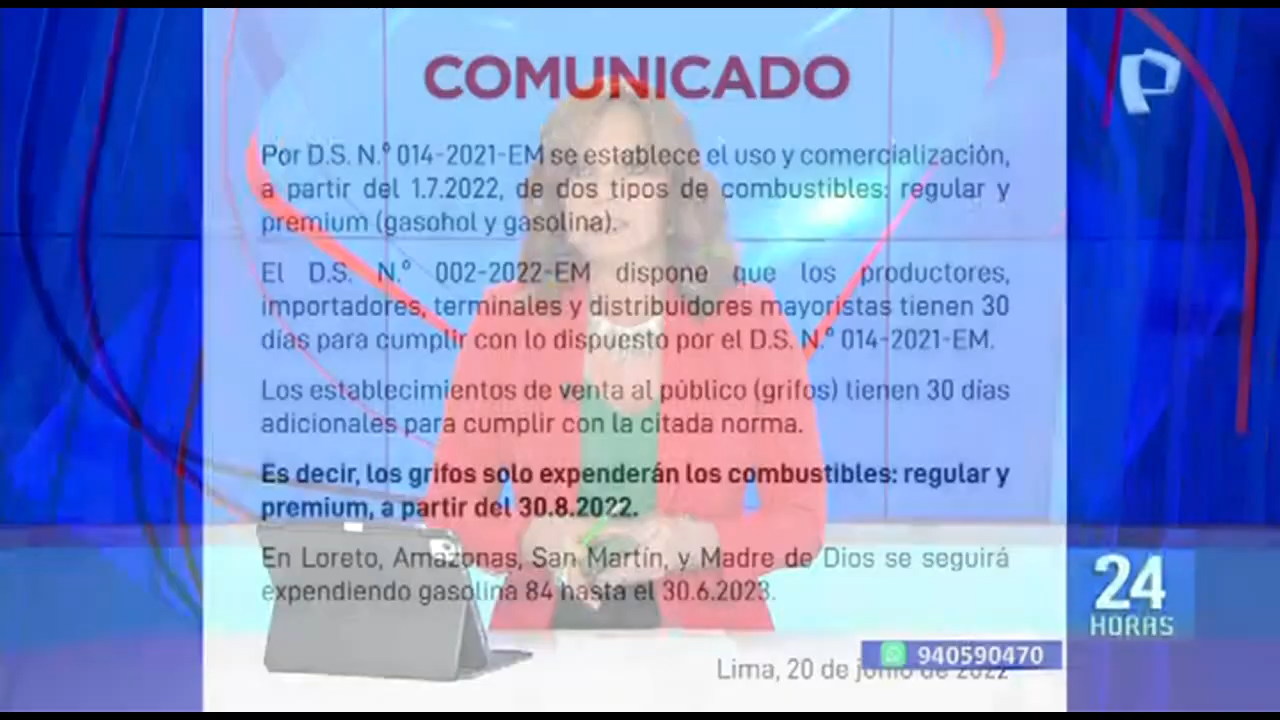 COMUNICADO
Por D.S. N.° 014-2021-EM se establece el uso y comercialización,
a partir del 1.7.2022, de dos tipos de combustibles: regular y
premium (gasohol y gasolina).
El D.S. N.° 002-2022-EM dispone que los productores,
importadores, terminales y distribuidores mayoristas tienen 30
días para cumplir con lo dispuesto por el D.S. N.° 014-2021-EM.
Los establecimientos de venta al público (grifos) tienen 30 días
adicionales para cumplir con la citada norma.
Es decir, los grifos solo expenderán los combustibles: regular y
premium, a partir del 30.8.2022.
En Loreto, Amazonas, San Martín, y Madre de Dios se seguirá
expendiendo gasolina 84 hasta el 30.6.2023.
24
HORAS
940590470
Lima, 20 de junio de 2022